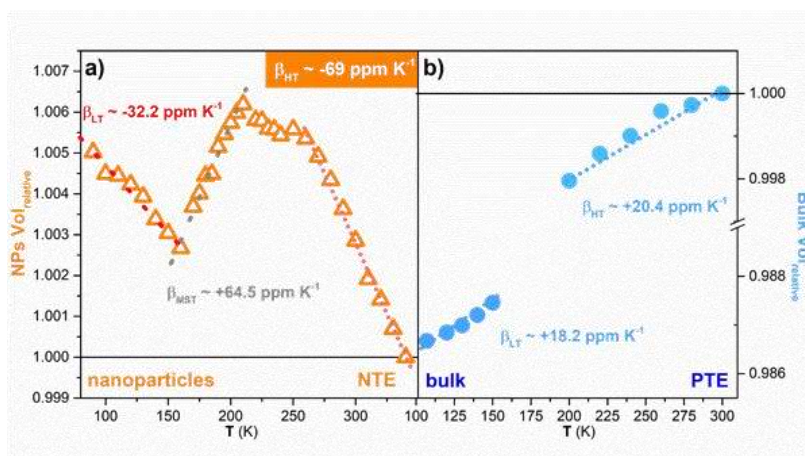 a)
β_HT ~ -69 ppm K⁻¹
β_LT ~ -32.2 ppm K⁻¹
β_MST ~ +64.5 ppm K⁻¹
nanoparticles
NTE
NPs Vol_relative
1.007
1.006
1.005
1.004
1.003
1.002
1.001
1.000
0.999
100
150
200
250
300
T (K)
b)
β_HT ~ +20.4 ppm K⁻¹
β_LT ~ +18.2 ppm K⁻¹
bulk
PTE
Bulk Vol_relative
1.000
0.998
0.988
0.986
100
125
150
200
225
250
275
300
T (K)